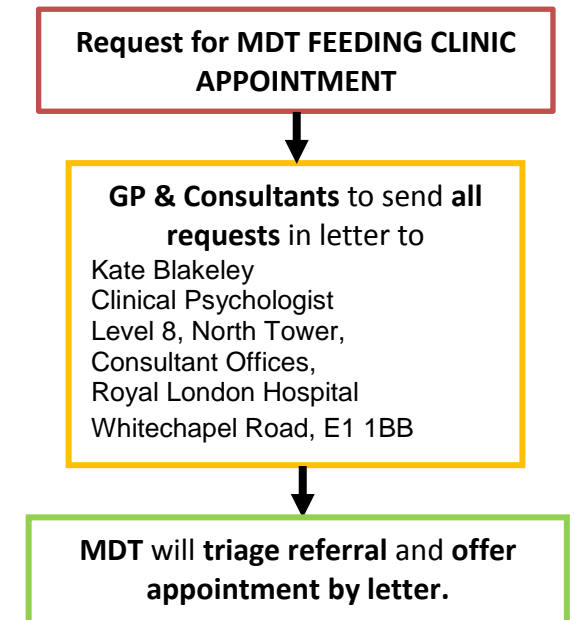 Request for MDT FEEDING CLINIC
APPOINTMENT
GP & Consultants to send all
requests in letter to
Kate Blakeley
Clinical Psychologist
Level 8, North Tower,
Consultant Offices,
Royal London Hospital
Whitechapel Road, E1 1BB
MDT will triage referral and offer
appointment by letter.